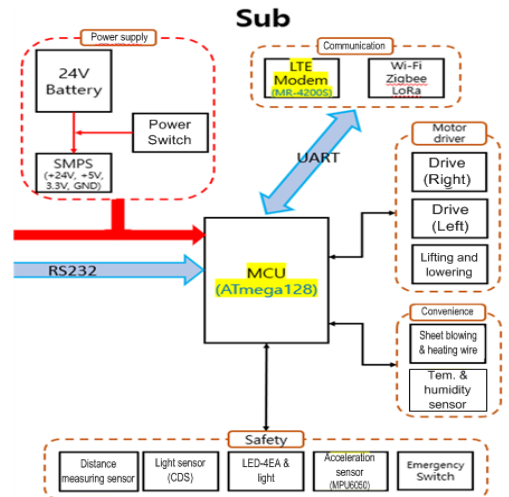 Sub
Power supply
24V
Battery
Power
Switch
SMPS
(+24V, +5V,
3.3V, GND)
Communication
LTE
Modem
(MR-4200S)
Wi-Fi
Zigbee
LoRa
UART
RS232
MCU
(ATmega128)
Motor
driver
Drive
(Right)
Drive
(Left)
Lifting and
lowering
Convenience
Sheet blowing
& heating wire
Tem. &
humidity
sensor
Safety
Distance
measuring sensor
Light sensor
(CDS)
LED-4EA &
light
Acceleration
sensor
(MPU6050)
Emergency
Switch